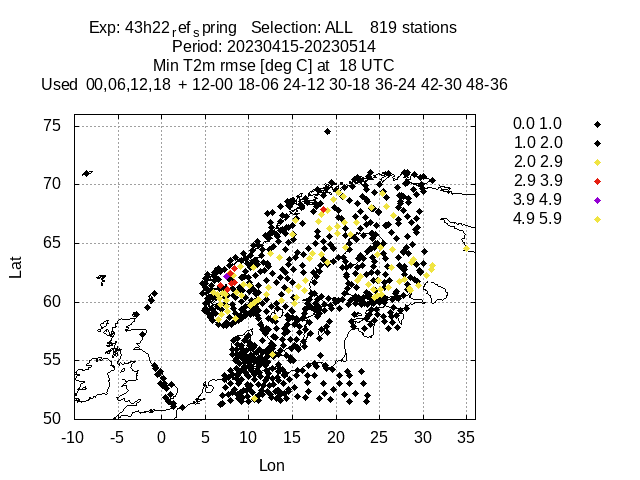 Exp: 43h22refspring Selection: ALL 819 stations
Period: 20230415-20230514
Min T2m rmse [deg C] at 18 UTC
Used 00,06,12,18 + 12-00 18-06 24-12 30-18 36-24 42-30 48-36
75
70
65
60
55
50
Lat
-10 -5 0 5 10 15 20 25 30 35
Lon
0.0 1.0
1.0 2.0
2.0 2.9
2.9 3.9
3.9 4.9
4.9 5.9